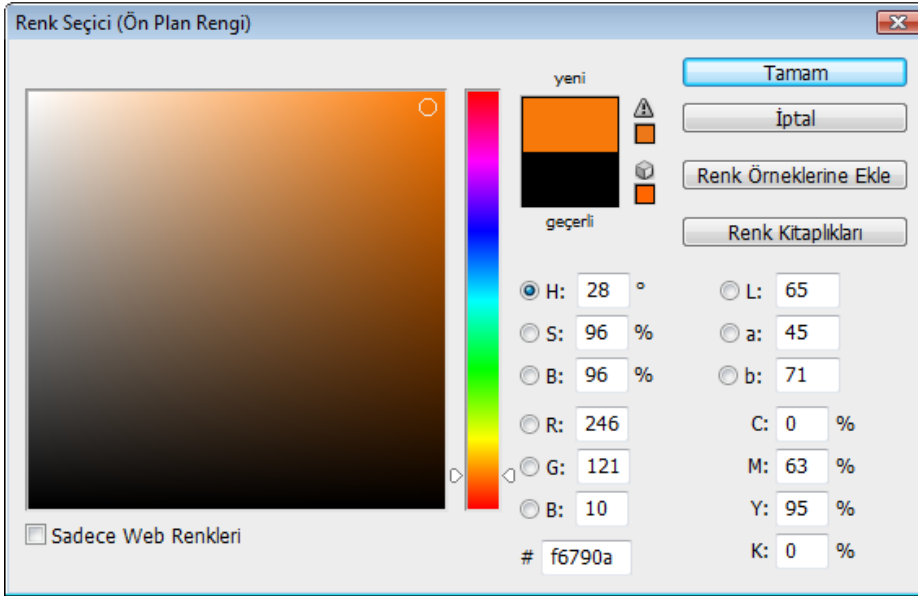 Renk Seçici (Ön Plan Rengi)
yeni
geçerli
Tamam
İptal
Renk Örneklerine Ekle
Renk Kitaplıkları
H: 28 °
S: 96 %
B: 96 %
R: 246
G: 121
B: 10
# f6790a
L: 65
a: 45
b: 71
C: 0 %
M: 63 %
Y: 95 %
K: 0 %
Sadece Web Renkleri